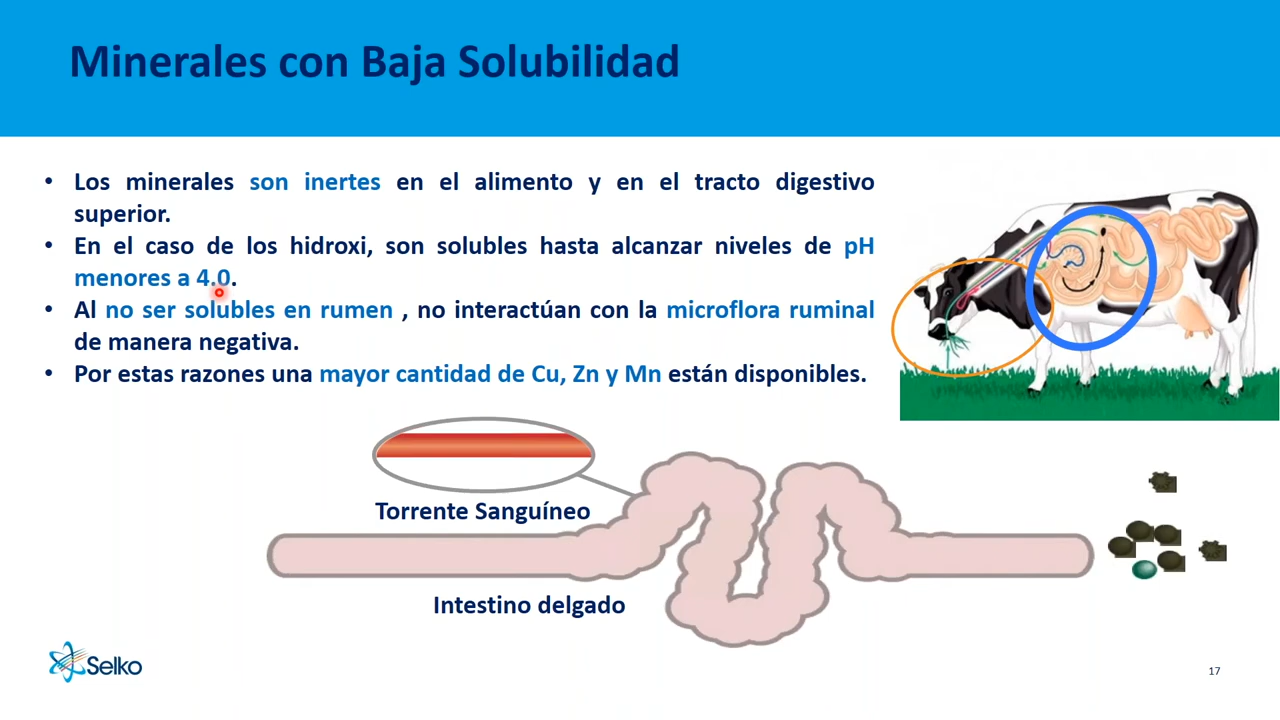 Minerales con Baja Solubilidad
• Los minerales son inertes en el alimento y en el tracto digestivo
superior.
• En el caso de los hidroxi, son solubles hasta alcanzar niveles de pH
menores a 4.0.
• Al no ser solubles en rumen , no interactúan con la microflora ruminal
de manera negativa.
• Por estas razones una mayor cantidad de Cu, Zn y Mn están disponibles.
Torrente Sanguíneo
Intestino delgado
Selko
17